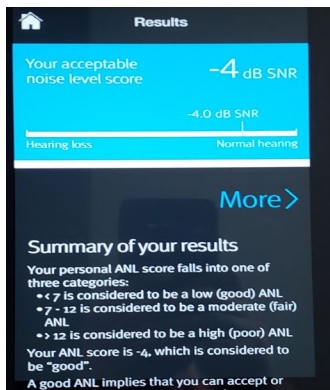 Results
Your acceptable
noise level score
-4 dB SNR
-4.0 dB SNR
Hearing loss
Normal hearing
More >
Summary of your results
Your personal ANL score falls into one of
three categories:
•< 7 is considered to be a low (good) ANL
•7 - 12 is considered to be a moderate (fair)
ANL
•> 12 is considered to be a high (poor) ANL
Your ANL score is -4, which is considered to
be "good".
A good ANL implies that you can accept or